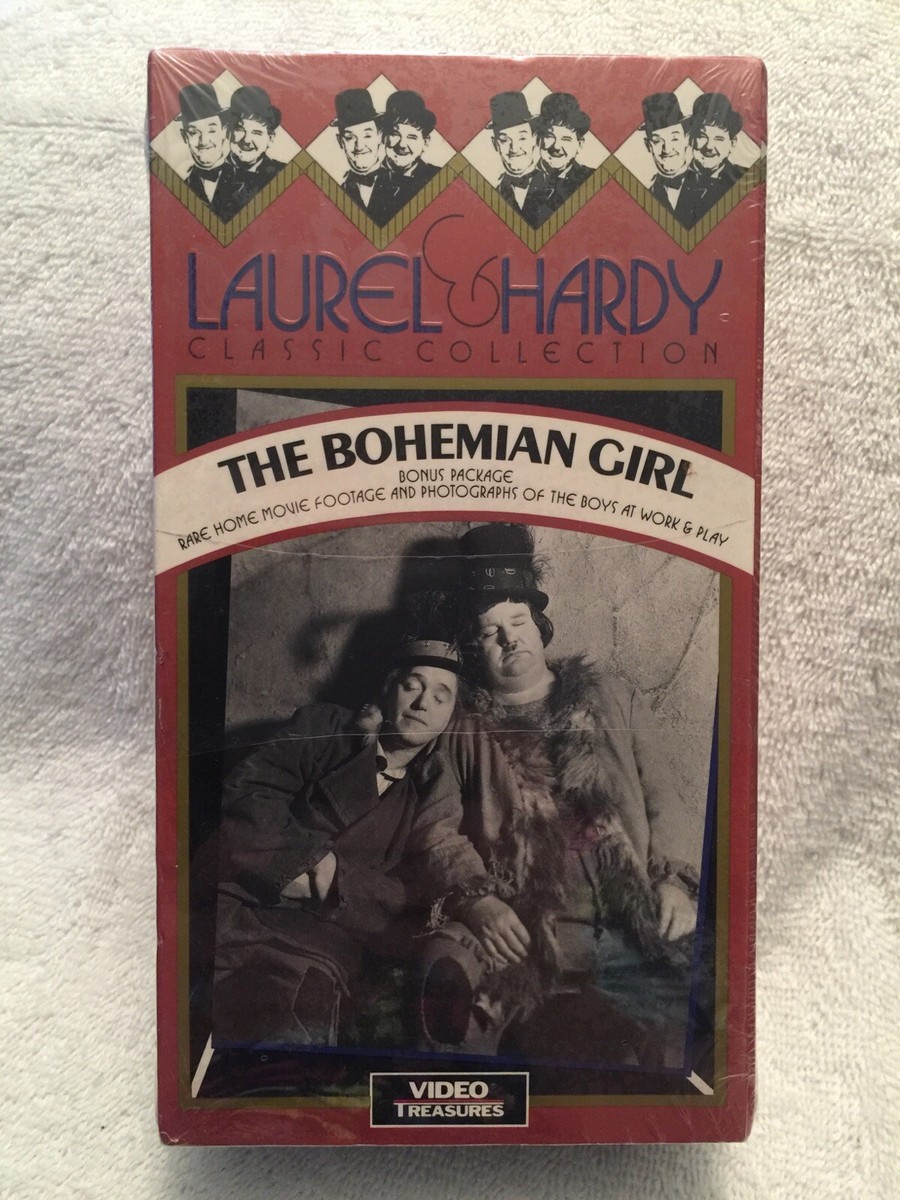 LAUREL & HARDY
CLASSIC COLLECTION
THE BOHEMIAN GIRL
BONUS PACKAGE
RARE HOME MOVIE FOOTAGE AND PHOTOGRAPHS OF THE BOYS AT WORK & PLAY
VIDEO
TREASURES